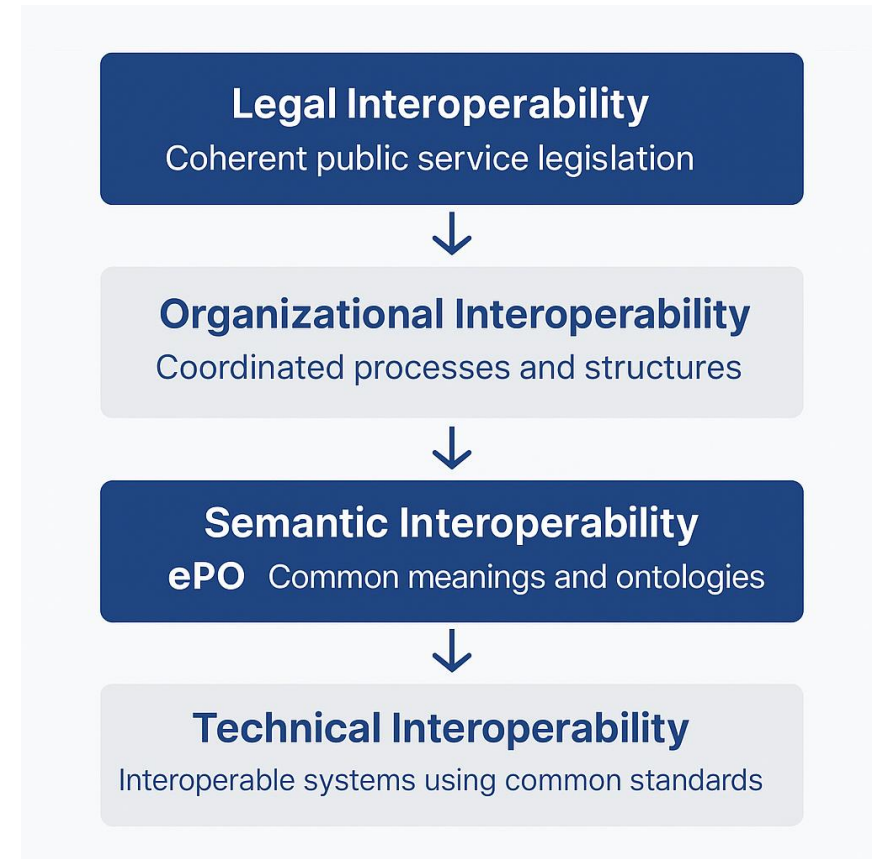 Legal Interoperability
Coherent public service legislation
Organizational Interoperability
Coordinated processes and structures
Semantic Interoperability
ePO Common meanings and ontologies
Technical Interoperability
Interoperable systems using common standards